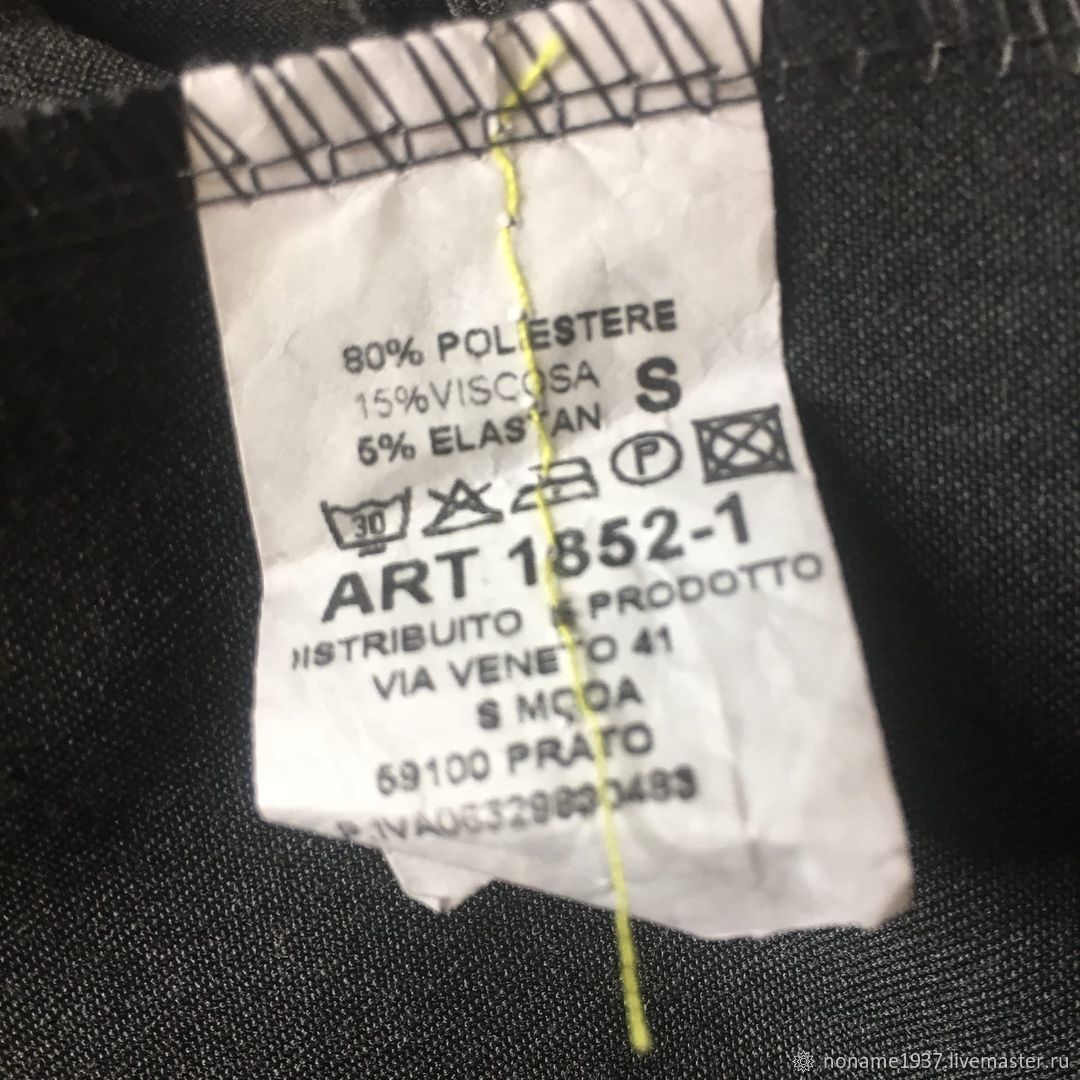 80% POLIESTERE
15%VISCOSA
5% ELASTAN
S
30
P
ART 1852-1
DISTRIBUITO E PRODOTTO
VIA VENETO 41
S MODA
59100 PRATO
noname1937.livemaster.ru